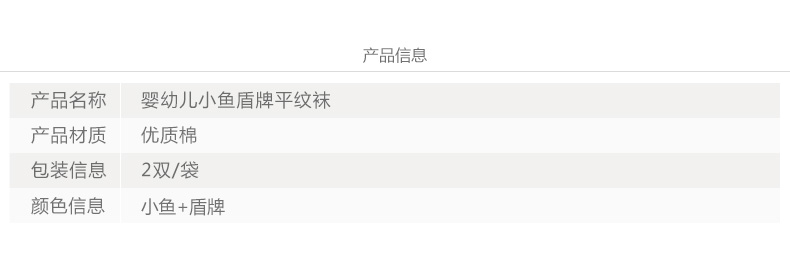 产品信息
产品名称 婴幼儿小鱼盾牌平纹袜
产品材质 优质棉
包装信息 2双/袋
颜色信息 小鱼+盾牌